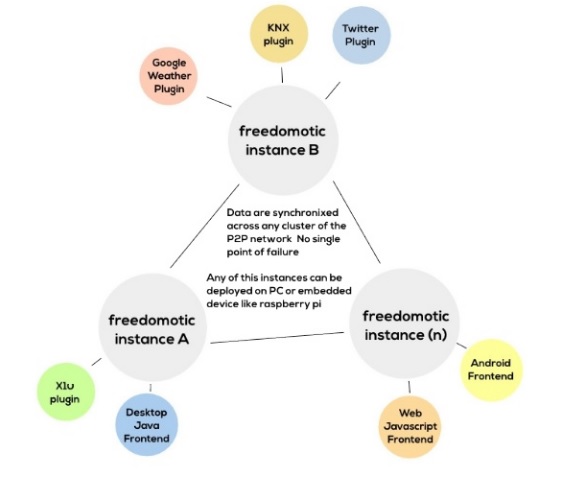 KNX
plugin
Twitter
Plugin
Google
Weather
Plugin
freedomotic
instance B
Data are synchronixed
across any cluster of the
P2P network No single
point of failure
Any of this instances can be
deployed on PC or embedded
device like raspberry pi
freedomotic
instance A
freedomotic
instance (n)
X1u
plugin
Desktop
Java
Frontend
Web
Javascript
Frontend
Android
Frontend